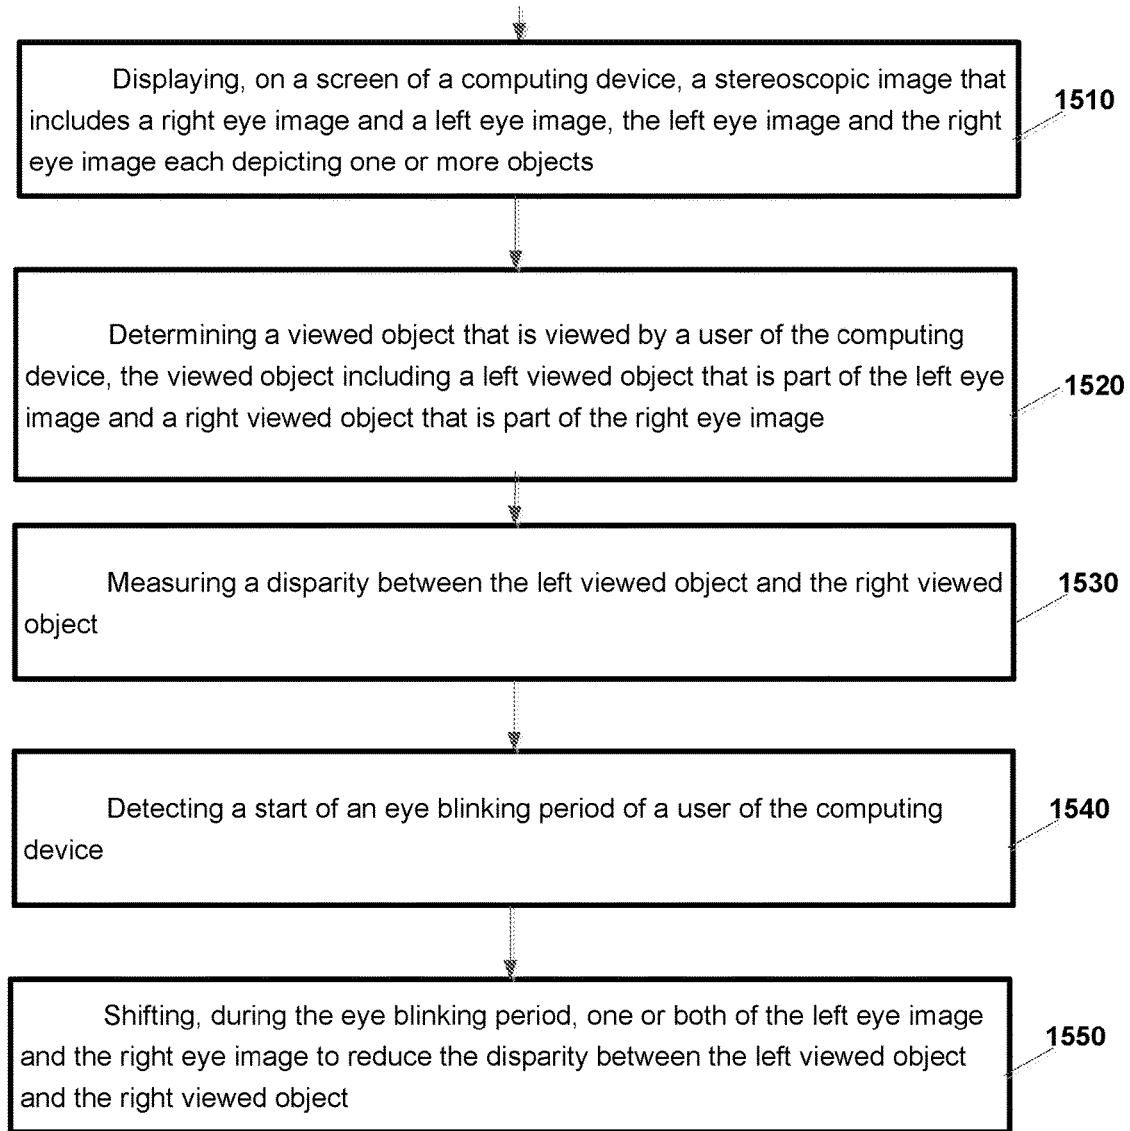 Displaying, on a screen of a computing device, a stereoscopic image that
includes a right eye image and a left eye image, the left eye image and the right
eye image each depicting one or more objects
1510
Determining a viewed object that is viewed by a user of the computing
device, the viewed object including a left viewed object that is part of the left eye
image and a right viewed object that is part of the right eye image
1520
Measuring a disparity between the left viewed object and the right viewed
object
1530
Detecting a start of an eye blinking period of a user of the computing
device
1540
Shifting, during the eye blinking period, one or both of the left eye image
and the right eye image to reduce the disparity between the left viewed object
and the right viewed object
1550